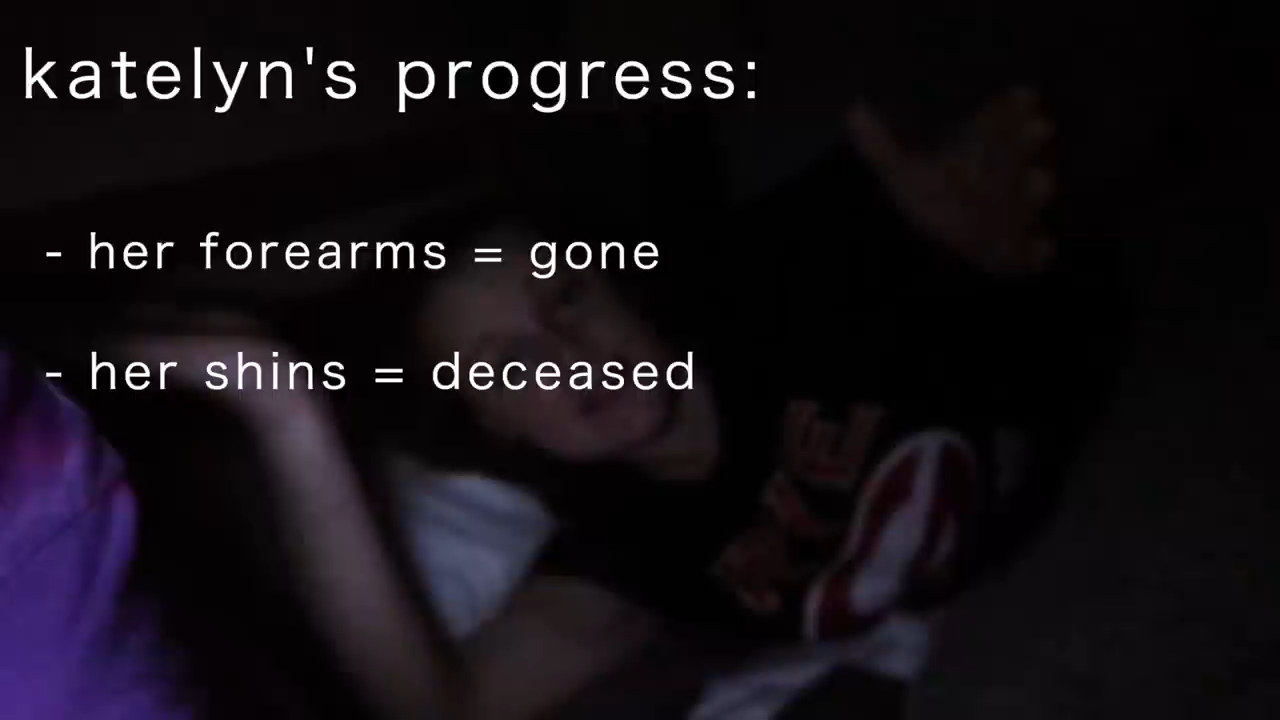 katelyn's progress:
- her forearms = gone
- her shins = deceased